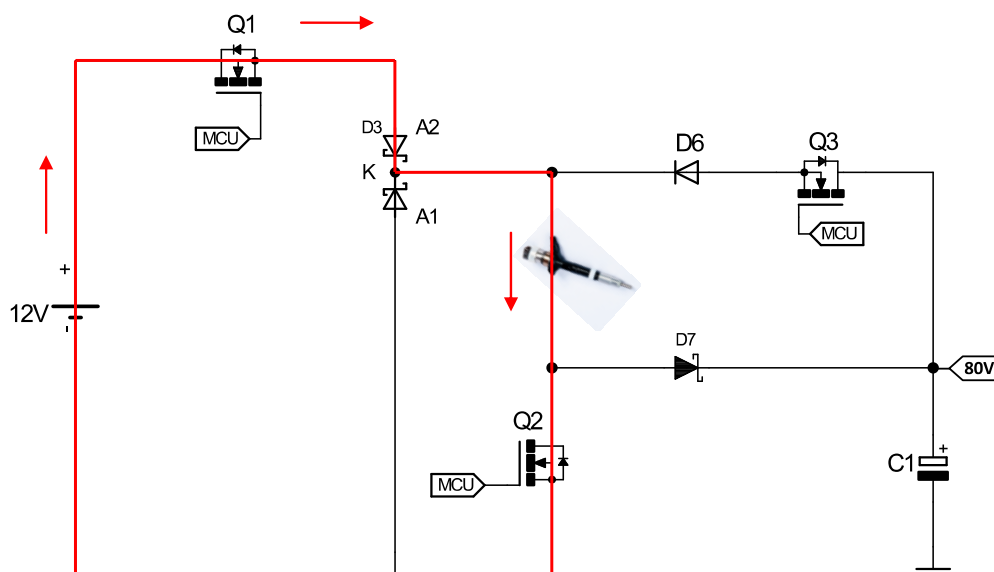 Q1
MCU
D3
A2
K
A1
D6
Q3
MCU
+
12V
-
D7
80V
Q2
MCU
+
C1